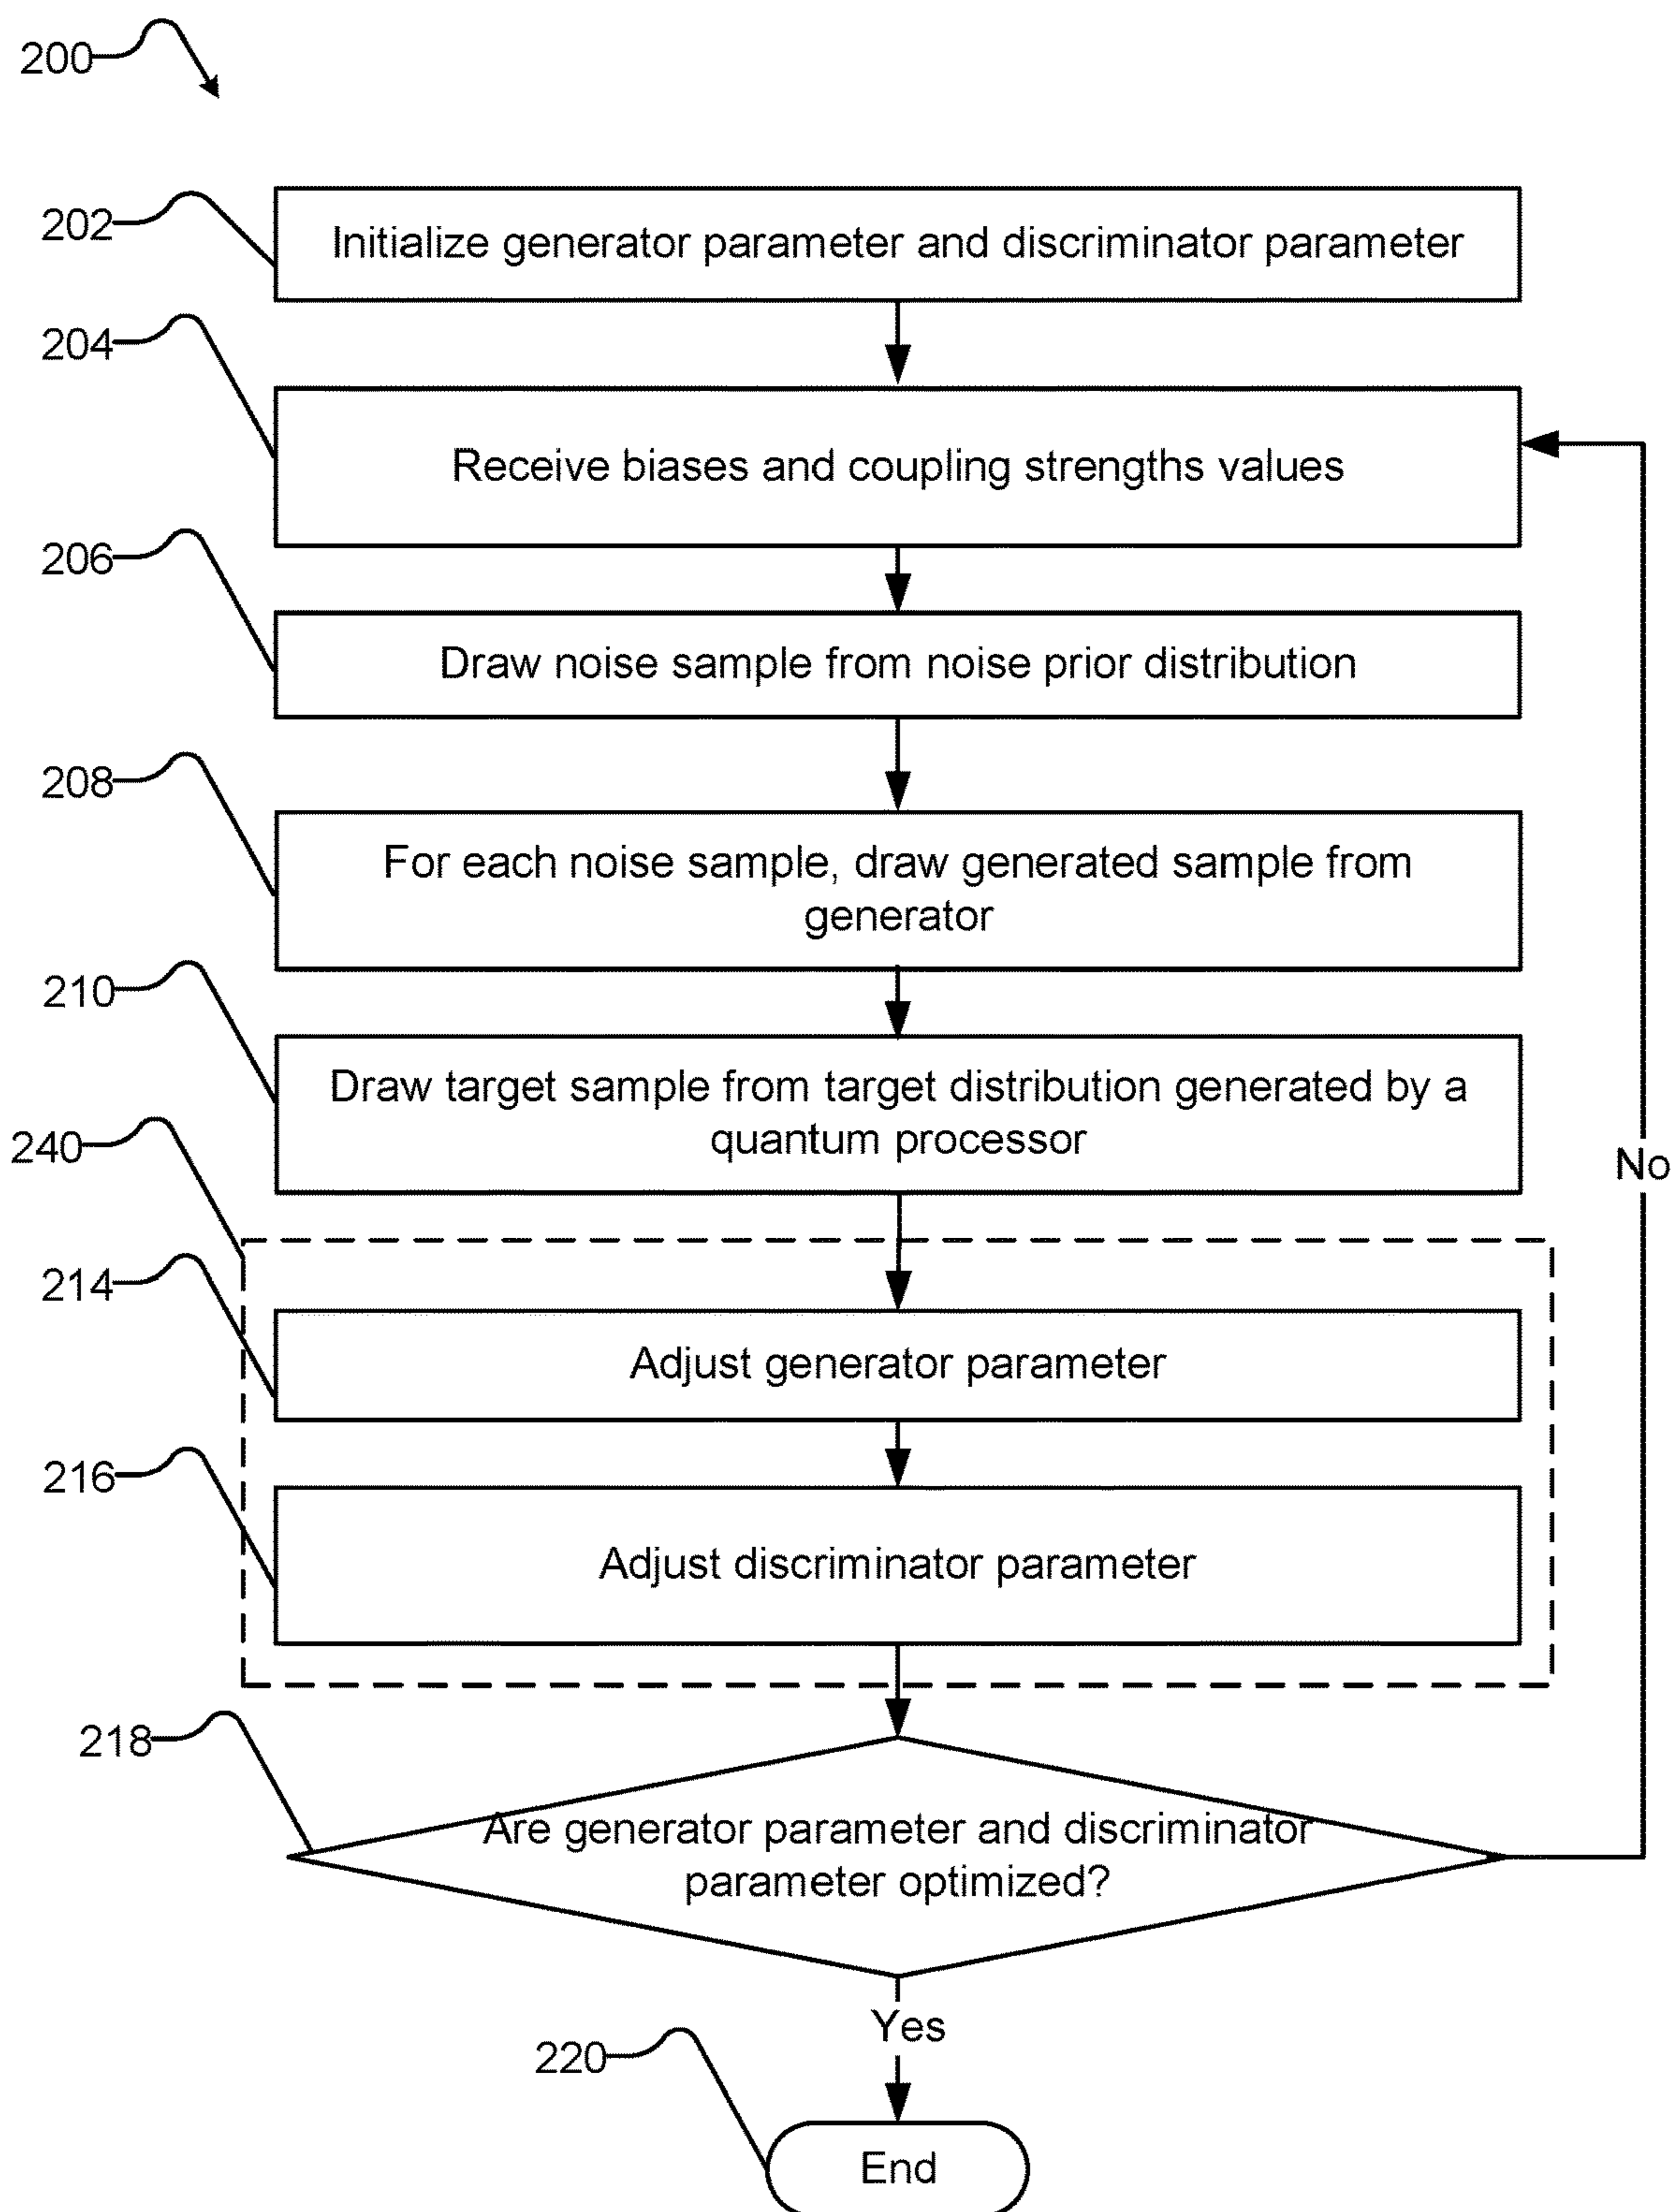 200
202
Initialize generator parameter and discriminator parameter
204
Receive biases and coupling strengths values
206
Draw noise sample from noise prior distribution
208
For each noise sample, draw generated sample from
generator
210
Draw target sample from target distribution generated by a
quantum processor
240
No
214
Adjust generator parameter
216
Adjust discriminator parameter
218
Are generator parameter and discriminator
parameter optimized?
Yes
220
End